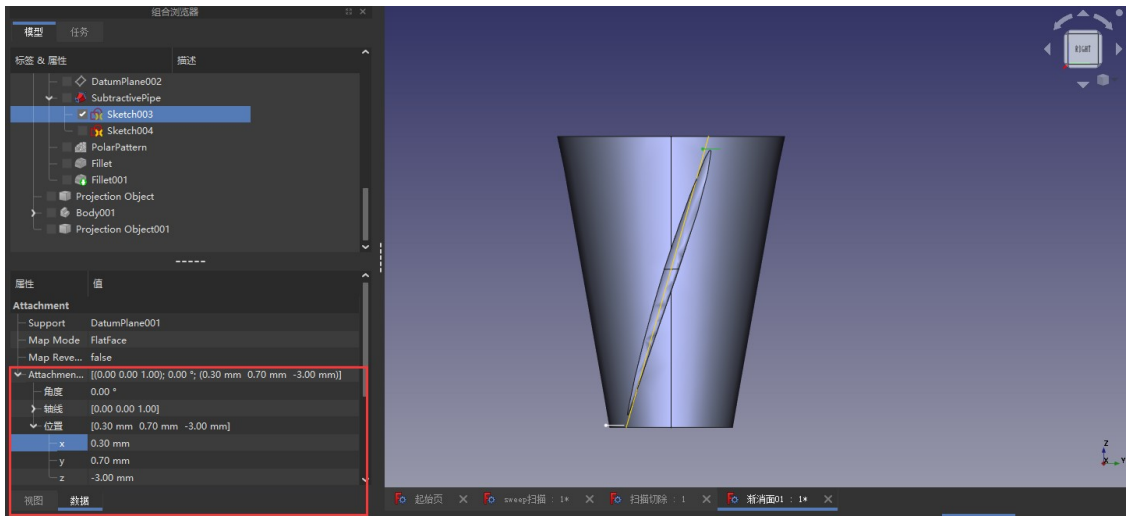 组合浏览器
模型 任务
标签 & 属性 描述
DatumPlane002
SubtractivePipe
Sketch003
Sketch004
PolarPattern
Fillet
Fillet001
Projection Object
Body001
Projection Object001
属性 值
Attachment
Support DatumPlane001
Map Mode FlatFace
Map Reve... false
Attachmen... [(0.00 0.00 1.00); 0.00 °; (0.30 mm 0.70 mm -3.00 mm)]
角度 0.00 °
轴线 [0.00 0.00 1.00]
位置 [0.30 mm 0.70 mm -3.00 mm]
x 0.30 mm
y 0.70 mm
z -3.00 mm
视图 数据
RIGHT
Z
X Y
起始页 sweep扫描 : 1* 扫描切除 : 1 渐消面01 : 1*